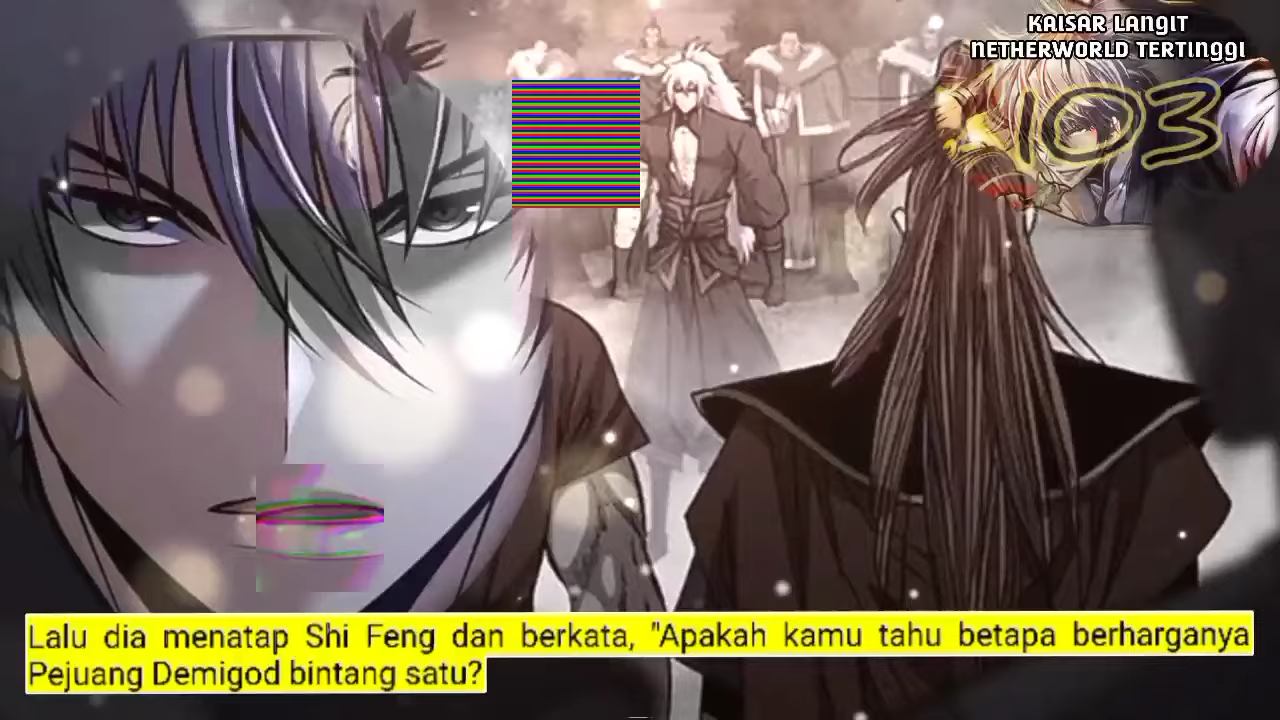 KAISAR LANGIT
NETHERWORLD TERTINGGI
103
Lalu dia menatap Shi Feng dan berkata, "Apakah kamu tahu betapa berharganya
Pejuang Demigod bintang satu?